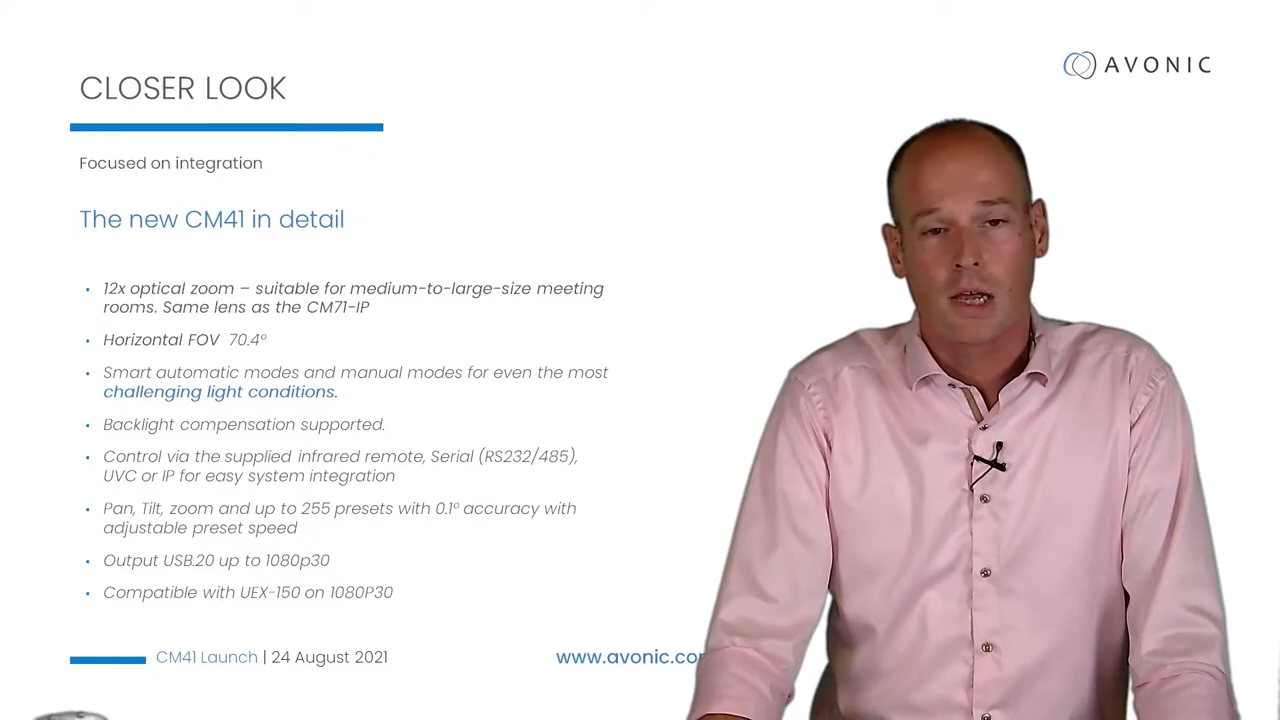 CLOSER LOOK
AVONIC
Focused on integration
The new CM41 in detail
• 12x optical zoom – suitable for medium-to-large-size meeting
rooms. Same lens as the CM71-IP
• Horizontal FOV 70.4º
• Smart automatic modes and manual modes for even the most
challenging light conditions.
• Backlight compensation supported.
• Control via the supplied infrared remote, Serial (RS232/485),
UVC or IP for easy system integration
• Pan, Tilt, zoom and up to 255 presets with 0.1º accuracy with
adjustable preset speed
• Output USB.20 up to 1080p30
• Compatible with UEX-150 on 1080P30
CM41 Launch | 24 August 2021
www.avonic.co